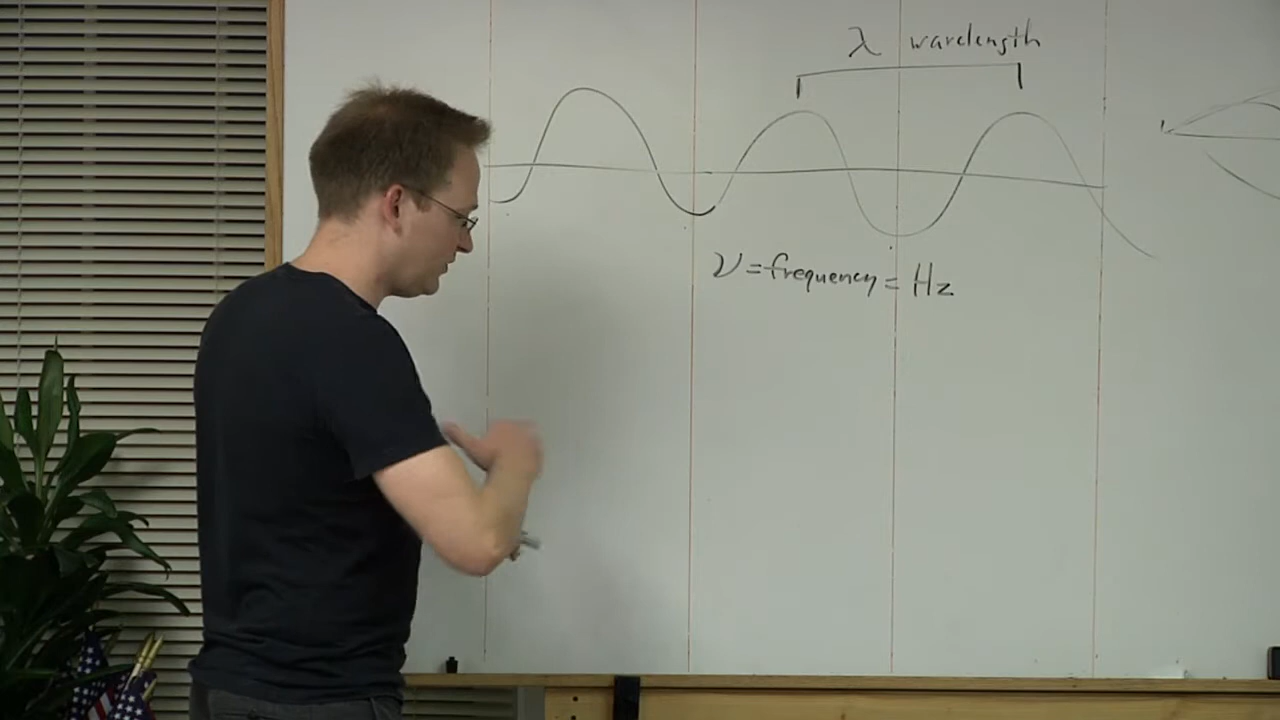 λ wavelength
ν = frequency = Hz